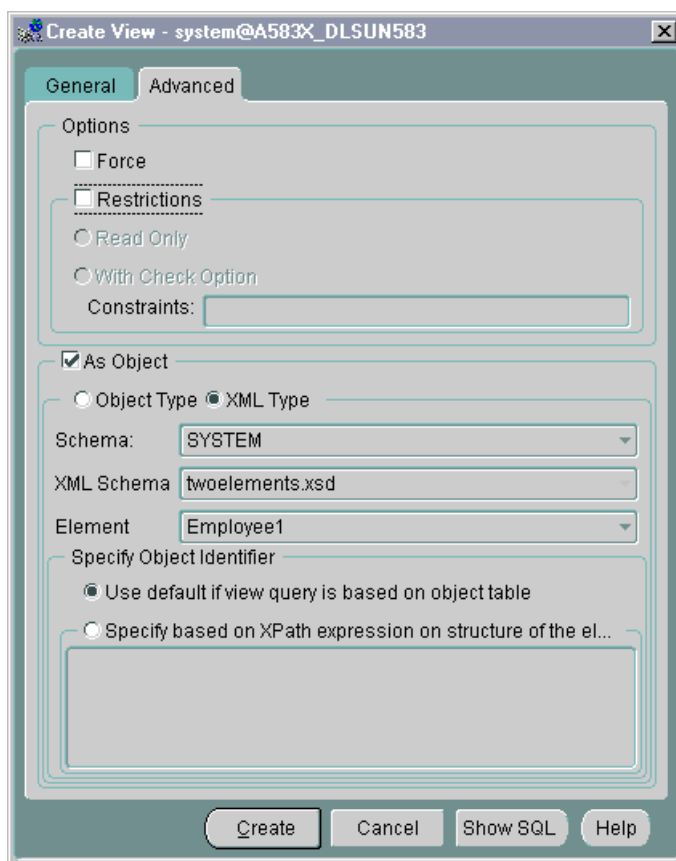 Create View - system@A583X_DLSUN583
General Advanced
Options
Force
Restrictions
Read Only
With Check Option
Constraints:
As Object
Object Type XML Type
Schema: SYSTEM
XML Schema twoelements.xsd
Element Employee1
Specify Object Identifier
Use default if view query is based on object table
Specify based on XPath expression on structure of the el...
Create Cancel Show SQL Help